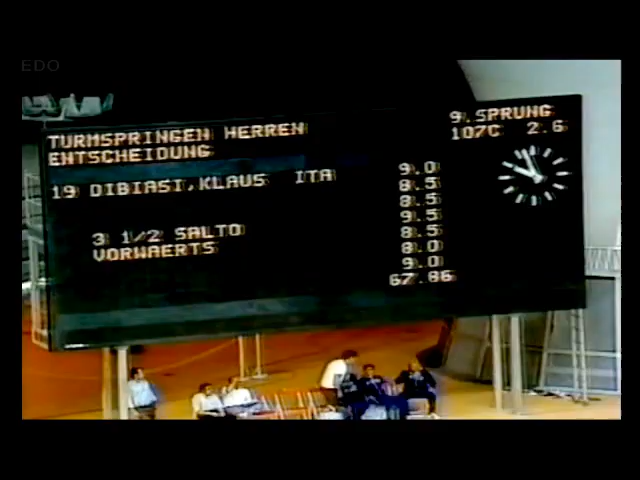 EDO
TURMSPRINGEN HERREN 9.SPRUNG
ENTSCHEIDUNG 107C 2.6
19 DIBIASI,KLAUS ITA 9.0
8.5
8.5
9.5
3 1/2 SALTO 8.5
VORWAERTS 8.0
9.0
67.86